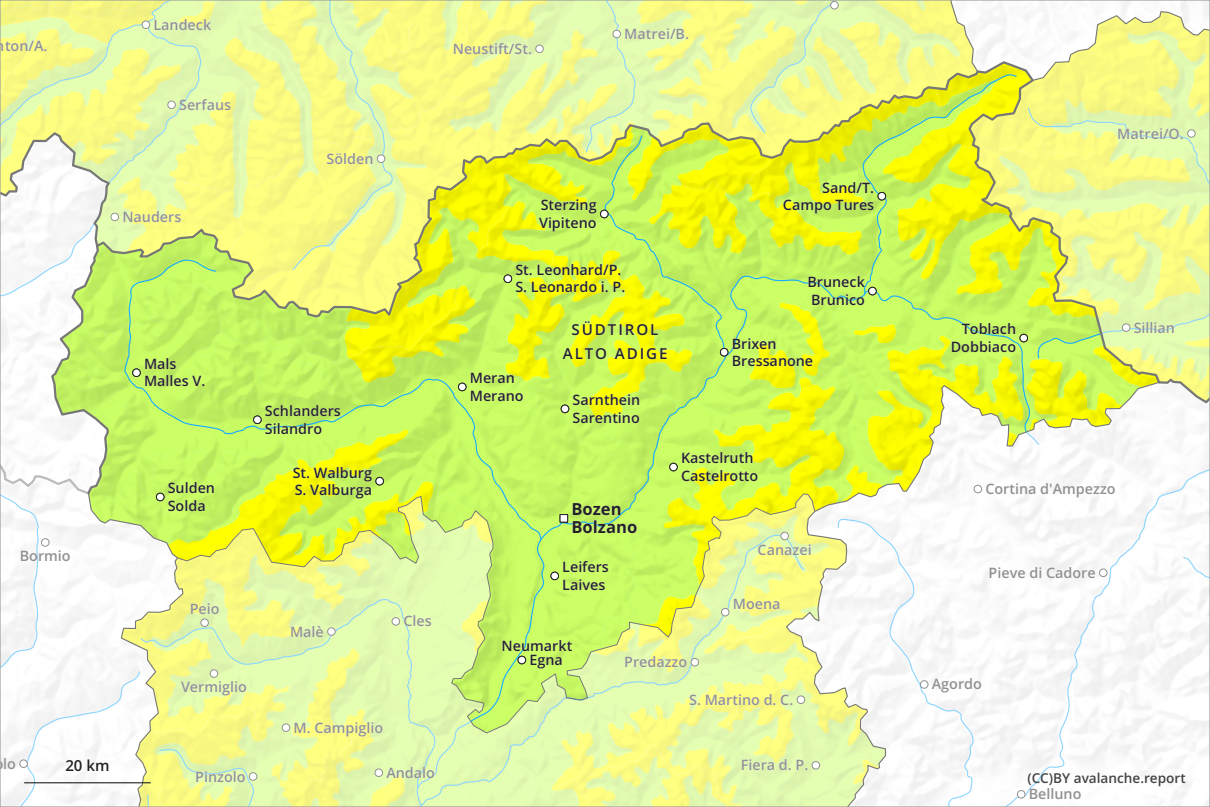 Landeck
nton/A.
Neustift/St.
Matrei/B.
Serfaus
Matrei/O.
Sölden
Nauders
Sterzing
Vipiteno
Sand/T.
Campo Tures
St. Leonhard/P.
S. Leonardo i. P.
Bruneck
Brunico
SÜDTIROL
ALTO ADIGE
Toblach
Dobbiaco
Sillian
Brixen
Bressanone
Mals
Malles V.
Meran
Merano
Schlanders
Silandro
Sarnthein
Sarentino
St. Walburg
S. Valburga
Kastelruth
Castelrotto
Sulden
Solda
Cortina d'Ampezzo
Bozen
Bolzano
Bormio
Canazei
Leifers
Laives
Pieve di Cadore
Peio
Moena
Cles
Malè
Neumarkt
Egna
Predazzo
Vermiglio
Agordo
S. Martino d. C.
M. Campiglio
20 km
olo
Pinzolo
Andalo
Fiera d. P.
(CC)BY avalanche.report
Belluno